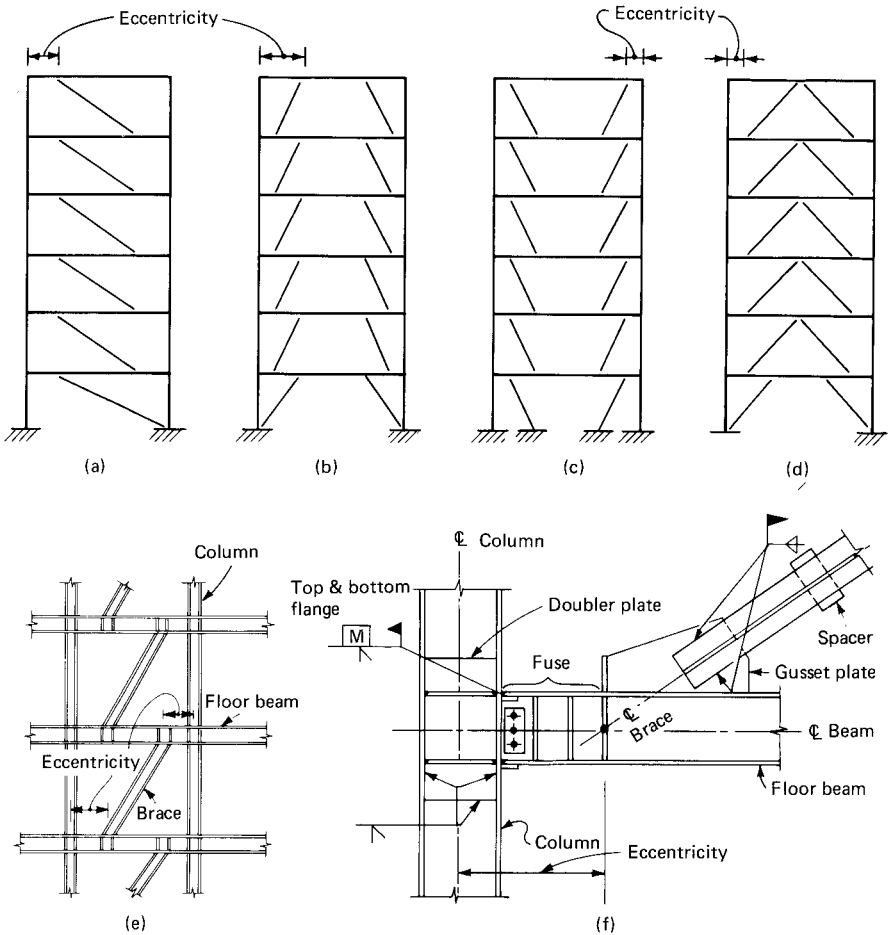 Eccentricity
Eccentricity
(a)
(b)
(c)
(d)
Column
Floor beam
Eccentricity
Brace
(e)
℄ Column
Top & bottom
flange
M
Doubler plate
Fuse
Spacer
Gusset plate
℄
Brace
℄ Beam
Floor beam
Column
Eccentricity
(f)